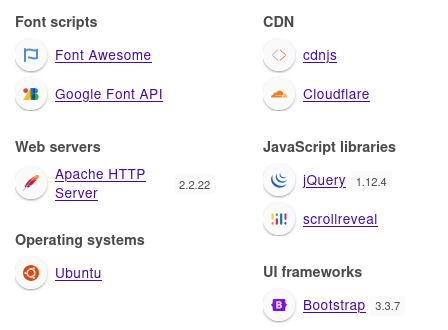 Font scripts
Font Awesome
Google Font API
Web servers
Apache HTTP
Server
2.2.22
Operating systems
Ubuntu
CDN
cdnjs
Cloudflare
JavaScript libraries
jQuery 1.12.4
scrollreveal
UI frameworks
B
Bootstrap 3.3.7